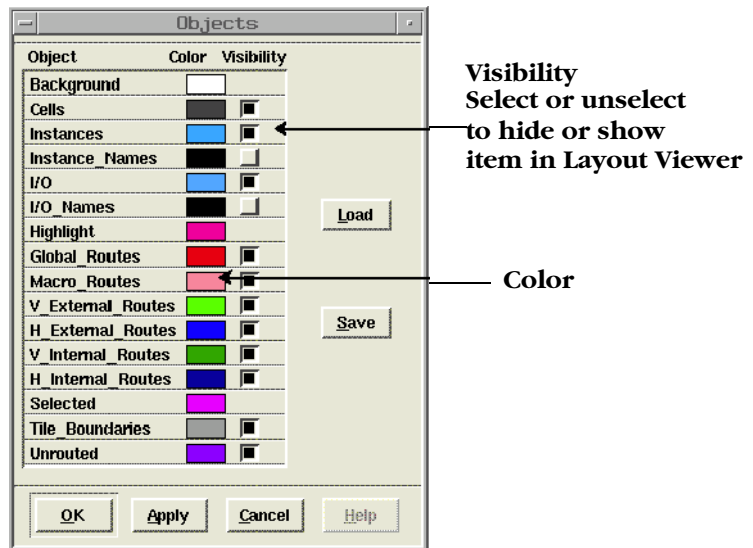 Objects
Object Color Visibility
Background
Cells
Instances
Instance_Names
I/O
I/O_Names
Highlight
Global_Routes
Macro_Routes
V_External_Routes
H_External_Routes
V_Internal_Routes
H_Internal_Routes
Selected
Tile_Boundaries
Unrouted
Load
Save
OK Apply Cancel Help
Visibility
Select or unselect
to hide or show
item in Layout Viewer
Color